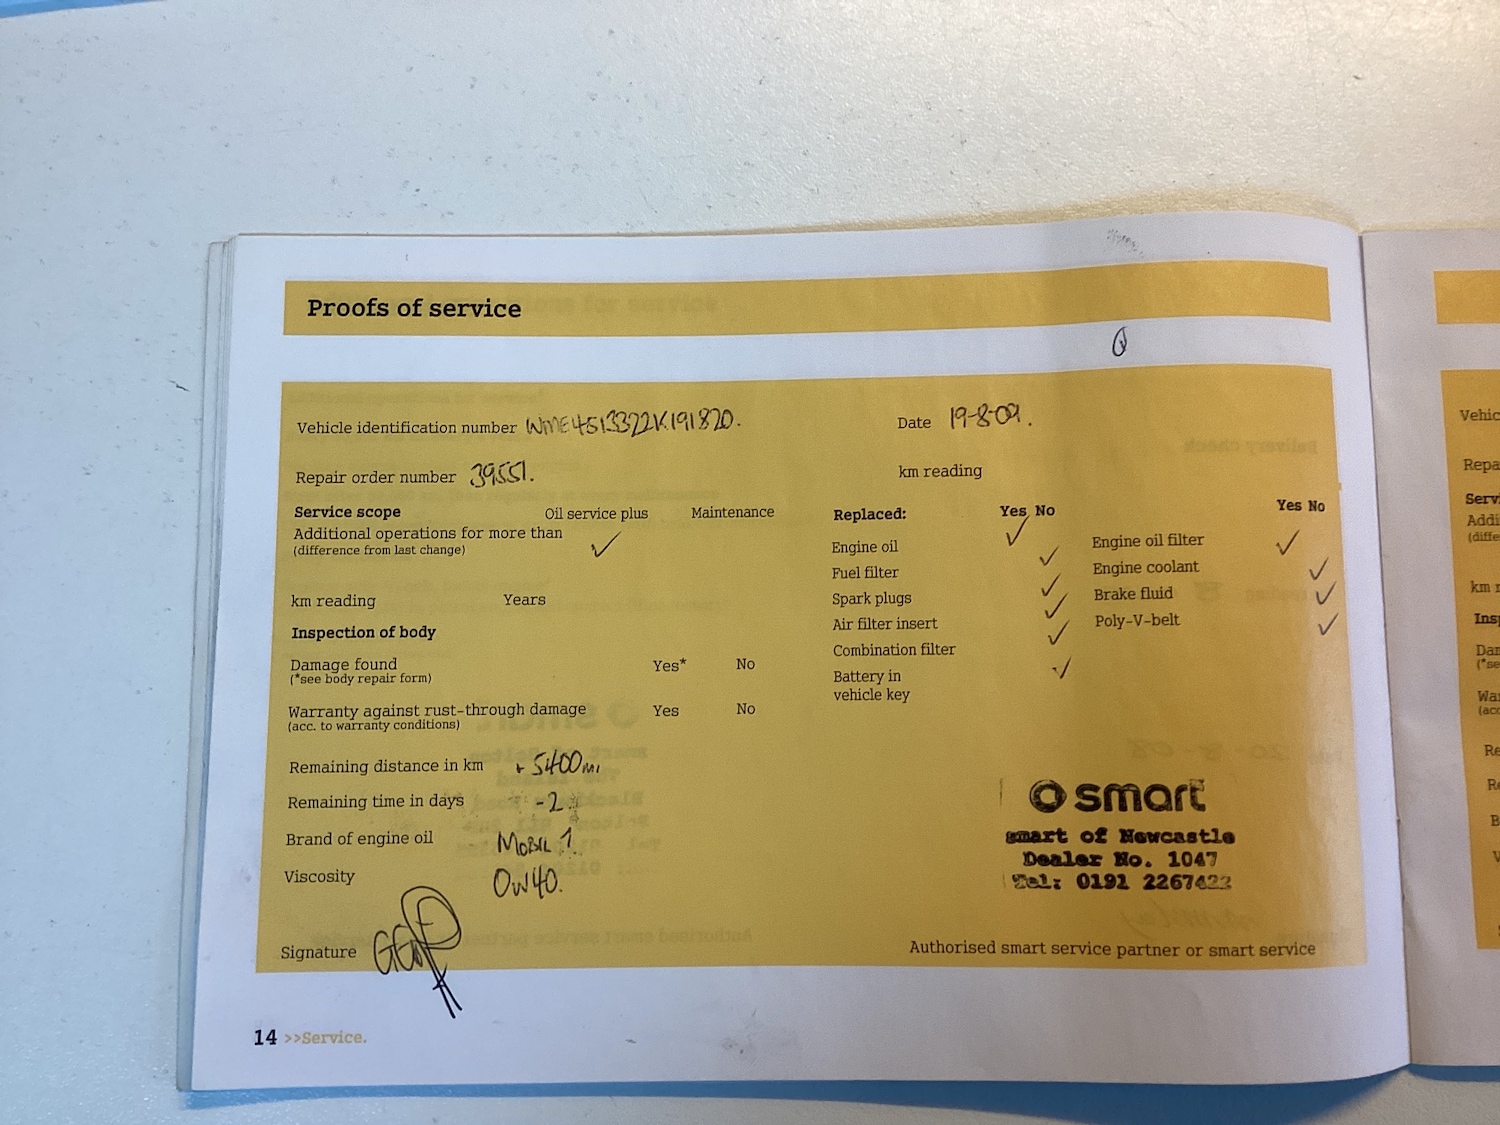 Proofs of service
Vehicle identification number WME4513322K191820.
Date 19-8-09.
Repair order number 39551.
km reading
Service scope Oil service plus Maintenance
Additional operations for more than ✓
(difference from last change)
km reading Years
Inspection of body
Damage found Yes* No
(*see body repair form)
Warranty against rust-through damage Yes No
(acc. to warranty conditions)
Remaining distance in km + 5400mi
Remaining time in days -2
Brand of engine oil MOBIL 1.
Viscosity 0W40.
Signature
Replaced: Yes No
Engine oil ✓
Fuel filter ✓
Spark plugs ✓
Air filter insert ✓
Combination filter ✓
Battery in ✓
vehicle key
Yes No
Engine oil filter ✓
Engine coolant ✓
Brake fluid ✓
Poly-V-belt ✓
smart
smart of Newcastle
Dealer No. 1047
Tel: 0191 2267422
Authorised smart service partner or smart service
14 >>Service.